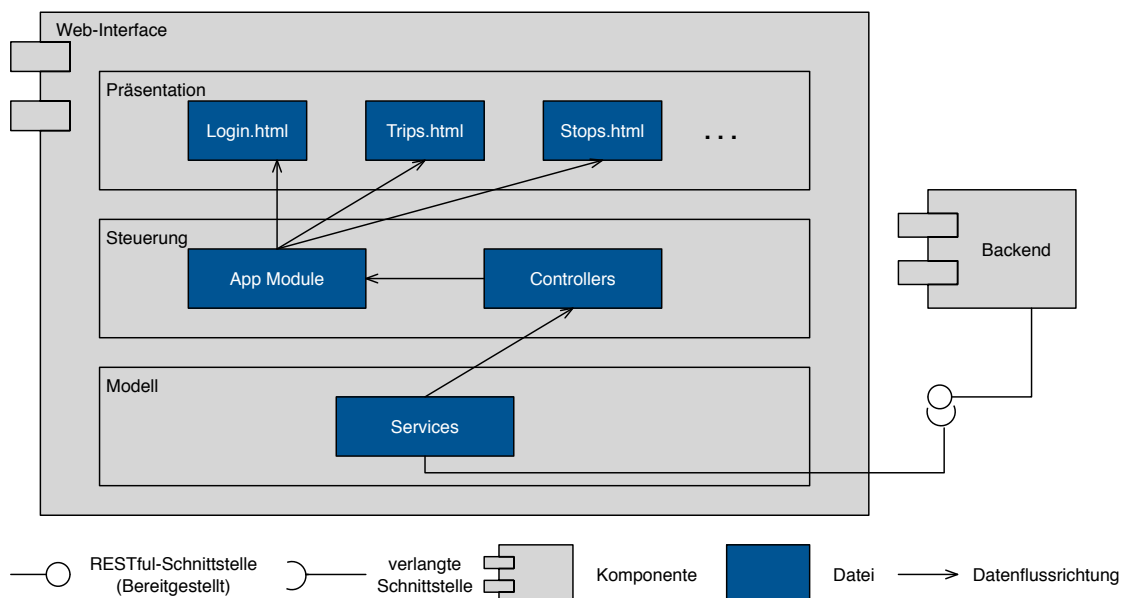 Web-Interface
Präsentation
Login.html
Trips.html
Stops.html
...
Steuerung
App Module
Controllers
Backend
Modell
Services
RESTful-Schnittstelle
(Bereitgestellt)
verlangte
Schnittstelle
Komponente
Datei
Datenflussrichtung